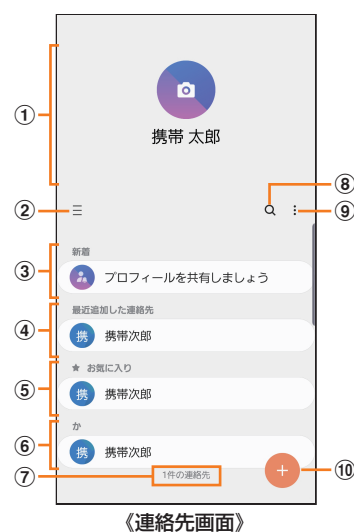 ①
携帯 太郎
②
⑧
⑨
新着
③
プロフィールを共有しましょう
最近追加した連絡先
④
携 携帯次郎
★ お気に入り
⑤
携 携帯次郎
か
⑥
携 携帯次郎
⑦
1件の連絡先
⑩
《連絡先画面》